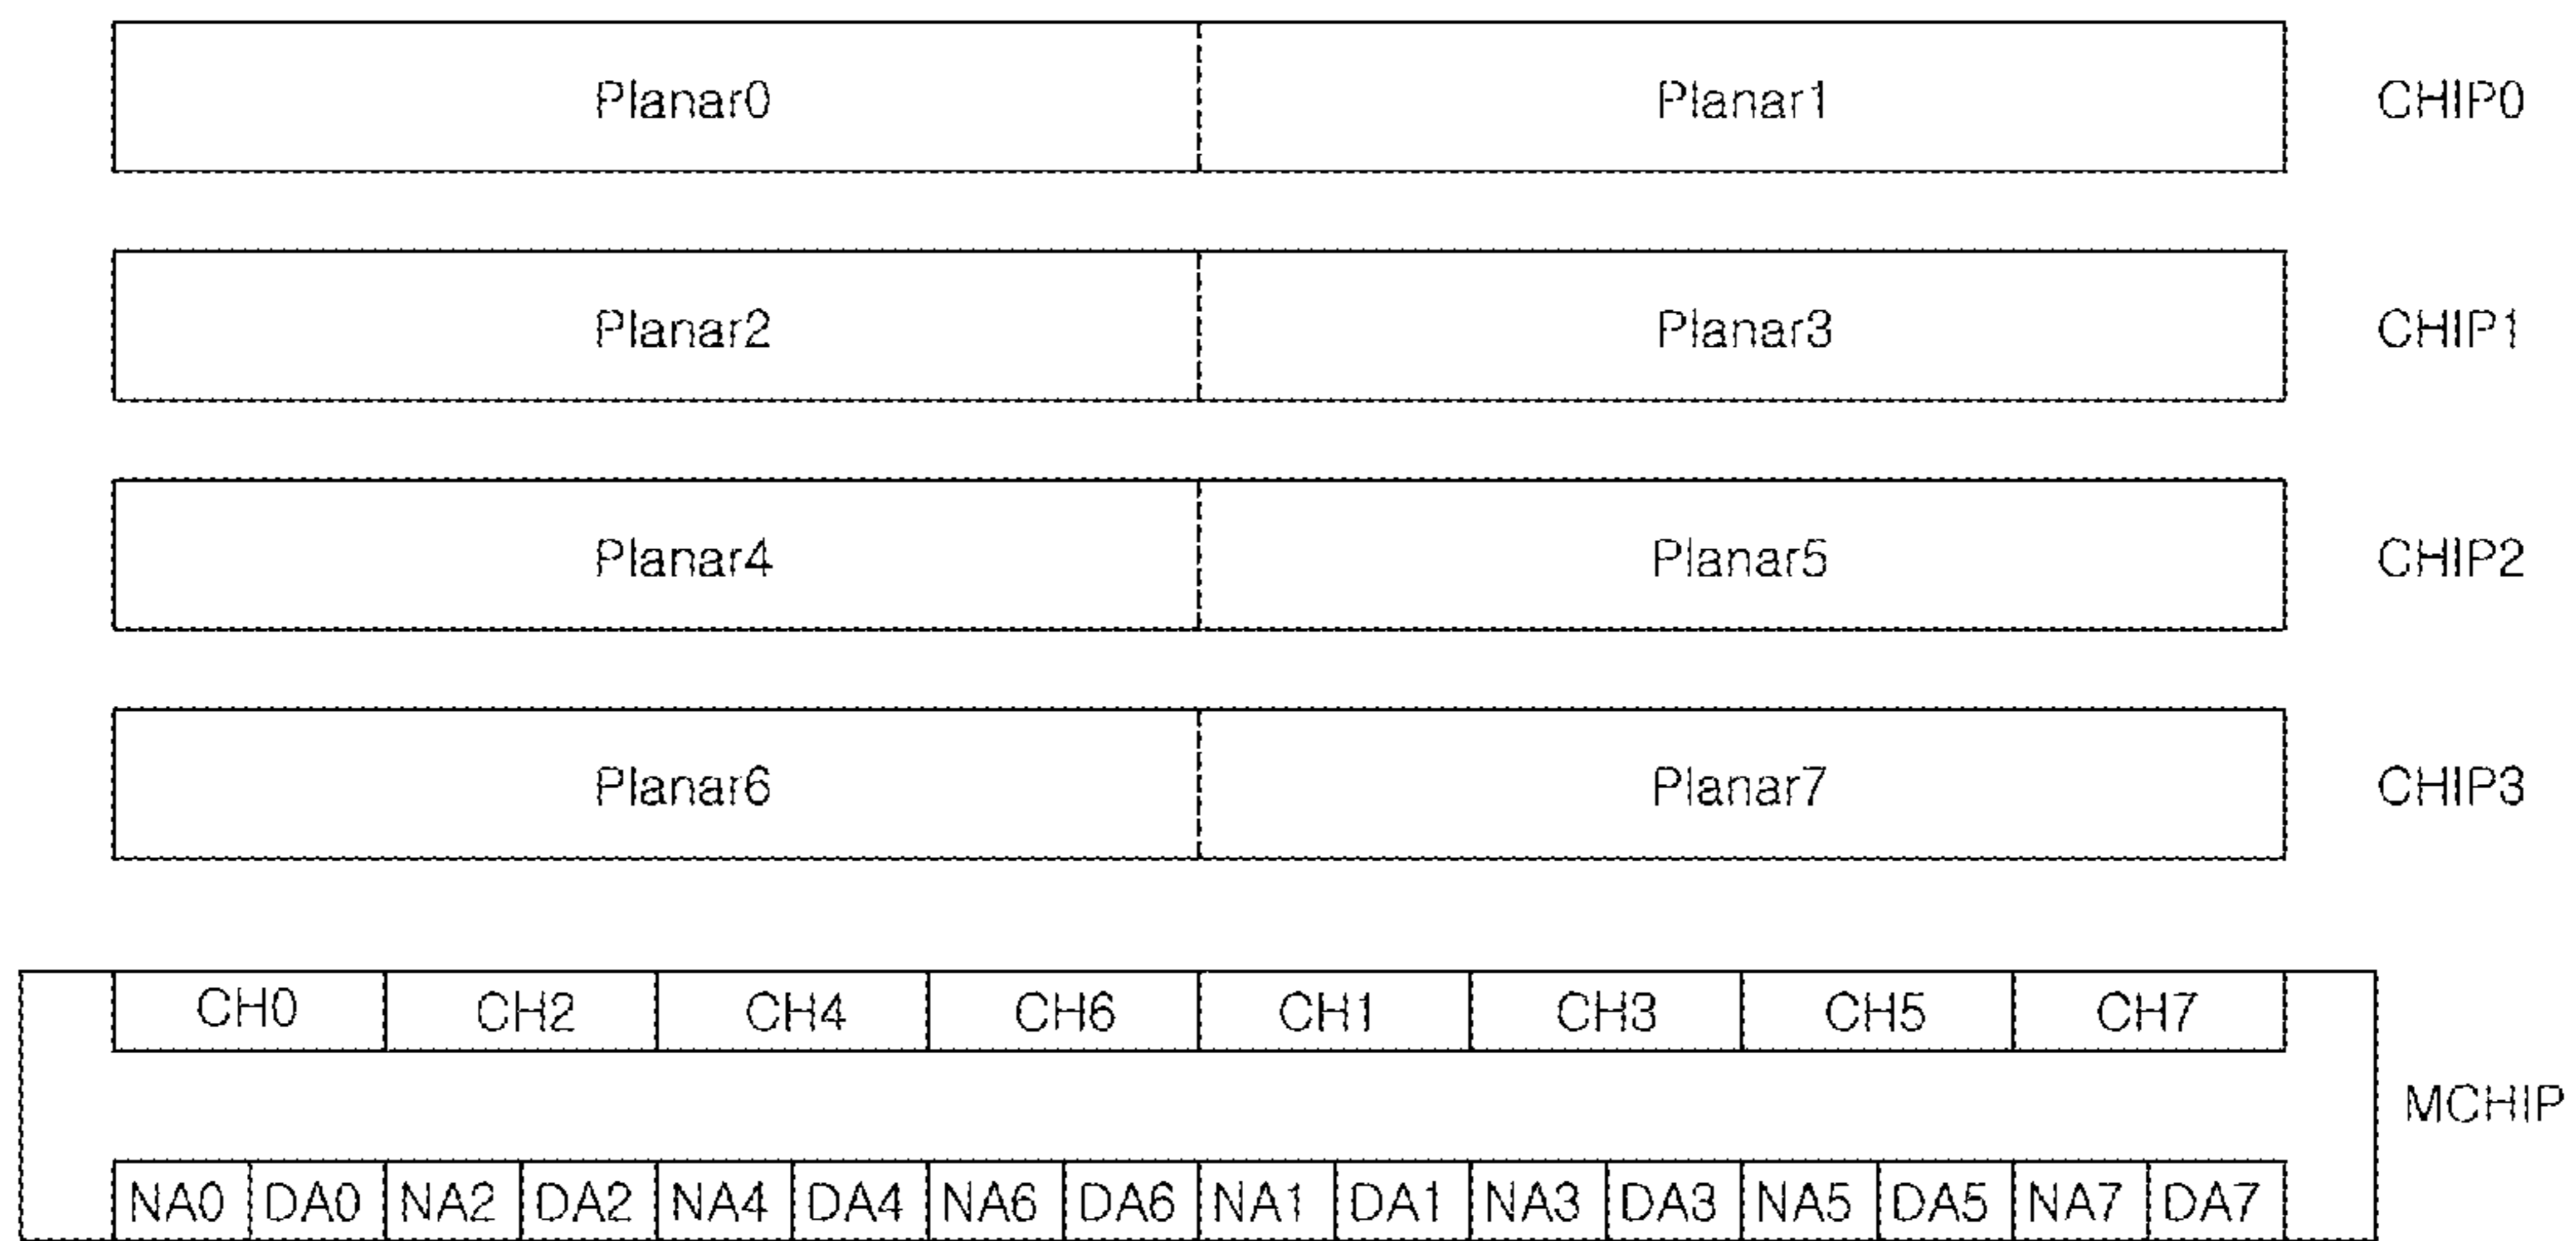 Planar0 Planar1 CHIP0
Planar2 Planar3 CHIP1
Planar4 Planar5 CHIP2
Planar6 Planar7 CHIP3
CH0 CH2 CH4 CH6 CH1 CH3 CH5 CH7
MCHIP
NA0 DA0 NA2 DA2 NA4 DA4 NA6 DA6 NA1 DA1 NA3 DA3 NA5 DA5 NA7 DA7